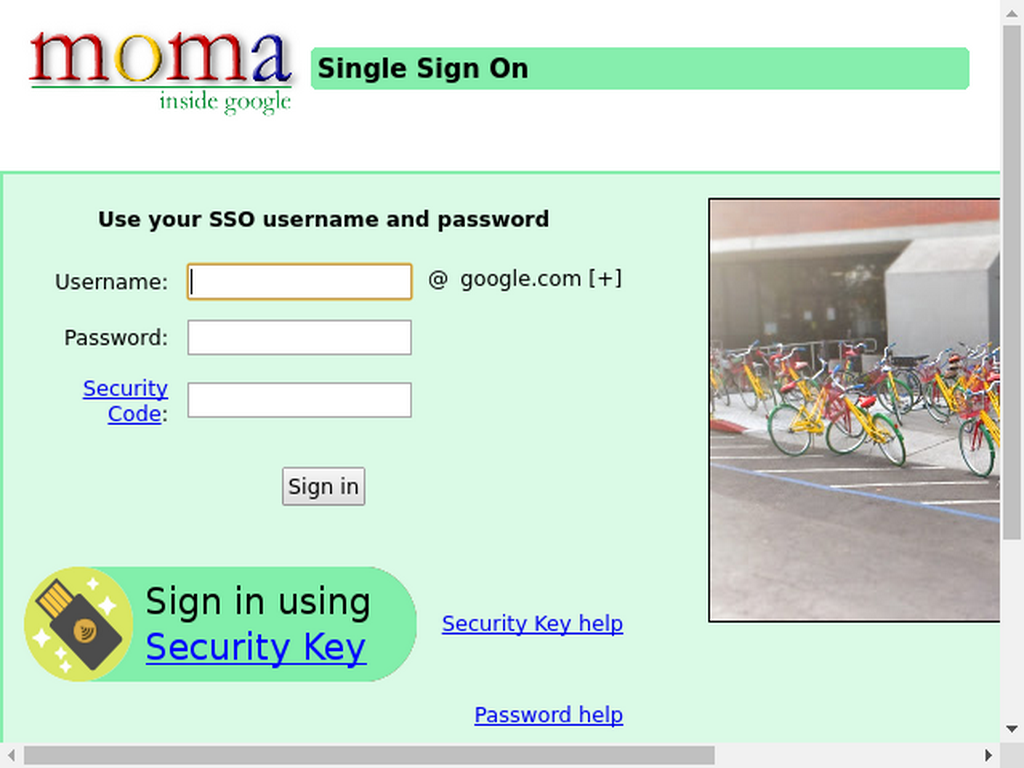 moma
inside google
Single Sign On
Use your SSO username and password
Username:
@ google.com [+]
Password:
Security
Code:
Sign in
Sign in using
Security Key
Security Key help
Password help